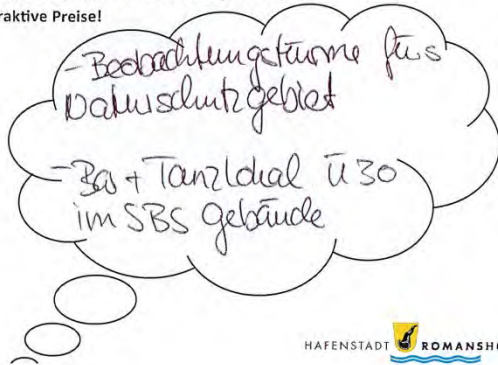 raktive Preise!
- Beobachtungstürme fürs
Naturschutzgebiet
- Bar + Tanzlokal ü30
im SBS Gebäude
HAFENSTADT ROMANSH